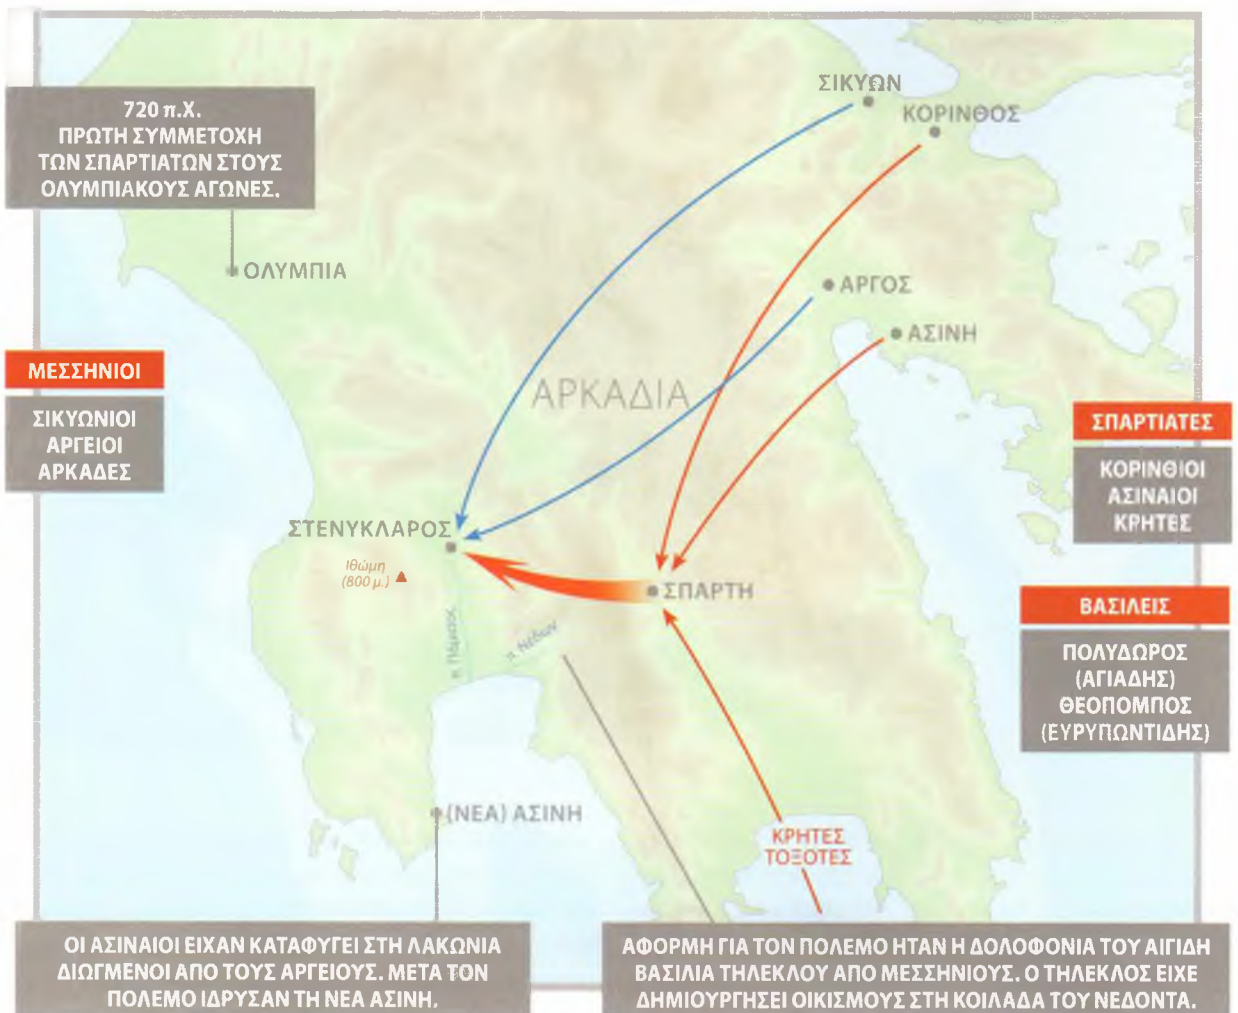 ΣΙΚΥΩΝ
ΚΟΡΙΝΘΟΣ
720 π.Χ.
ΠΡΩΤΗ ΣΥΜΜΕΤΟΧΗ
ΤΩΝ ΣΠΑΡΤΙΑΤΩΝ ΣΤΟΥΣ
ΟΛΥΜΠΙΑΚΟΥΣ ΑΓΩΝΕΣ.
ΟΛΥΜΠΙΑ
ΑΡΓΟΣ
ΑΣΙΝΗ
ΜΕΣΣΗΝΙΟΙ
ΣΙΚΥΩΝΙΟΙ
ΑΡΓΕΙΟΙ
ΑΡΚΑΔΕΣ
ΑΡΚΑΔΙΑ
ΣΠΑΡΤΙΑΤΕΣ
ΚΟΡΙΝΘΙΟΙ
ΑΣΙΝΑΙΟΙ
ΚΡΗΤΕΣ
ΣΤΕΝΥΚΛΑΡΟΣ
Ιθώμη
(800 μ.)
ΣΠΑΡΤΗ
π. Πάμισος
π. Νέδων
ΒΑΣΙΛΕΙΣ
ΠΟΛΥΔΩΡΟΣ
(ΑΓΙΑΔΗΣ)
ΘΕΟΠΟΜΠΟΣ
(ΕΥΡΥΠΩΝΤΙΔΗΣ)
(ΝΕΑ) ΑΣΙΝΗ
ΚΡΗΤΕΣ
ΤΟΞΟΤΕΣ
ΟΙ ΑΣΙΝΑΙΟΙ ΕΙΧΑΝ ΚΑΤΑΦΥΓΕΙ ΣΤΗ ΛΑΚΩΝΙΑ
ΔΙΩΓΜΕΝΟΙ ΑΠΟ ΤΟΥΣ ΑΡΓΕΙΟΥΣ. ΜΕΤΑ ΤΟΝ
ΠΟΛΕΜΟ ΙΔΡΥΣΑΝ ΤΗ ΝΕΑ ΑΣΙΝΗ.
ΑΦΟΡΜΗ ΓΙΑ ΤΟΝ ΠΟΛΕΜΟ ΗΤΑΝ Η ΔΟΛΟΦΟΝΙΑ ΤΟΥ ΑΙΓΙΔΗ
ΒΑΣΙΛΙΑ ΤΗΛΕΚΛΟΥ ΑΠΟ ΜΕΣΣΗΝΙΟΥΣ. Ο ΤΗΛΕΚΛΟΣ ΕΙΧΕ
ΔΗΜΙΟΥΡΓΗΣΕΙ ΟΙΚΙΣΜΟΥΣ ΣΤΗ ΚΟΙΛΑΔΑ ΤΟΥ ΝΕΔΟΝΤΑ.